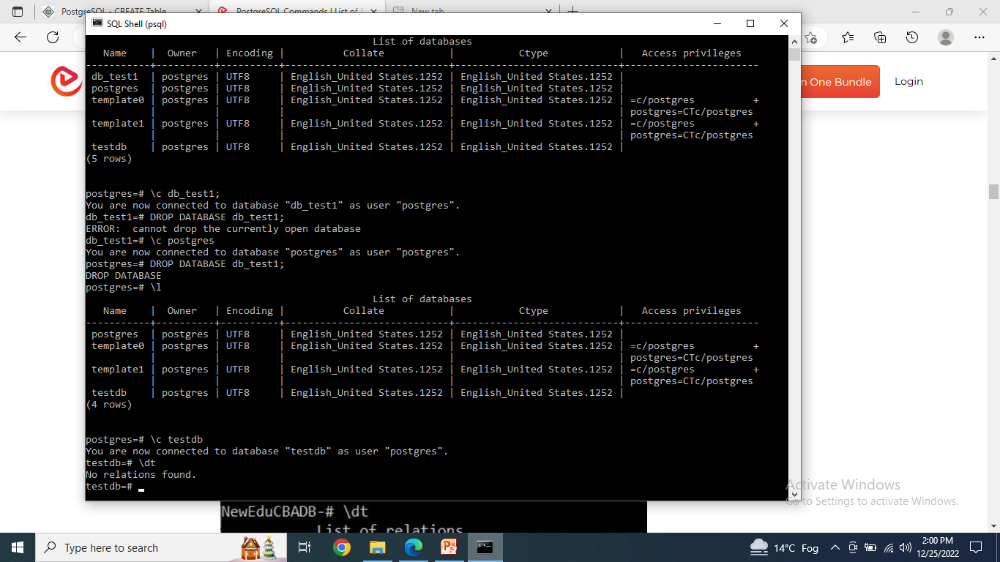 PostgreSQL - CREATE Table
PostgreSQL Commands | List of
New tab
SQL Shell (psql)
List of databases
Name | Owner | Encoding | Collate | Ctype | Access privileges
-----------+----------+----------+----------------------------+----------------------------+-----------------------
db_test1 | postgres | UTF8 | English_United States.1252 | English_United States.1252 |
postgres | postgres | UTF8 | English_United States.1252 | English_United States.1252 |
template0 | postgres | UTF8 | English_United States.1252 | English_United States.1252 | =c/postgres +
| | | | | postgres=CTc/postgres
template1 | postgres | UTF8 | English_United States.1252 | English_United States.1252 | =c/postgres +
| | | | | postgres=CTc/postgres
testdb | postgres | UTF8 | English_United States.1252 | English_United States.1252 |
(5 rows)
postgres=# \c db_test1;
You are now connected to database "db_test1" as user "postgres".
db_test1=# DROP DATABASE db_test1;
ERROR:  cannot drop the currently open database
db_test1=# \c postgres
You are now connected to database "postgres" as user "postgres".
postgres=# DROP DATABASE db_test1;
DROP DATABASE
postgres=# \l
List of databases
Name | Owner | Encoding | Collate | Ctype | Access privileges
-----------+----------+----------+----------------------------+----------------------------+-----------------------
postgres | postgres | UTF8 | English_United States.1252 | English_United States.1252 |
template0 | postgres | UTF8 | English_United States.1252 | English_United States.1252 | =c/postgres +
| | | | | postgres=CTc/postgres
template1 | postgres | UTF8 | English_United States.1252 | English_United States.1252 | =c/postgres +
| | | | | postgres=CTc/postgres
testdb | postgres | UTF8 | English_United States.1252 | English_United States.1252 |
(4 rows)
postgres=# \c testdb
You are now connected to database "testdb" as user "postgres".
testdb=# \dt
No relations found.
testdb=#
n One Bundle
Login
Activate Windows
Go to Settings to activate Windows.
NewEduCBADB-# \dt
List of relations
Type here to search
14°C Fog
2:00 PM
12/25/2022